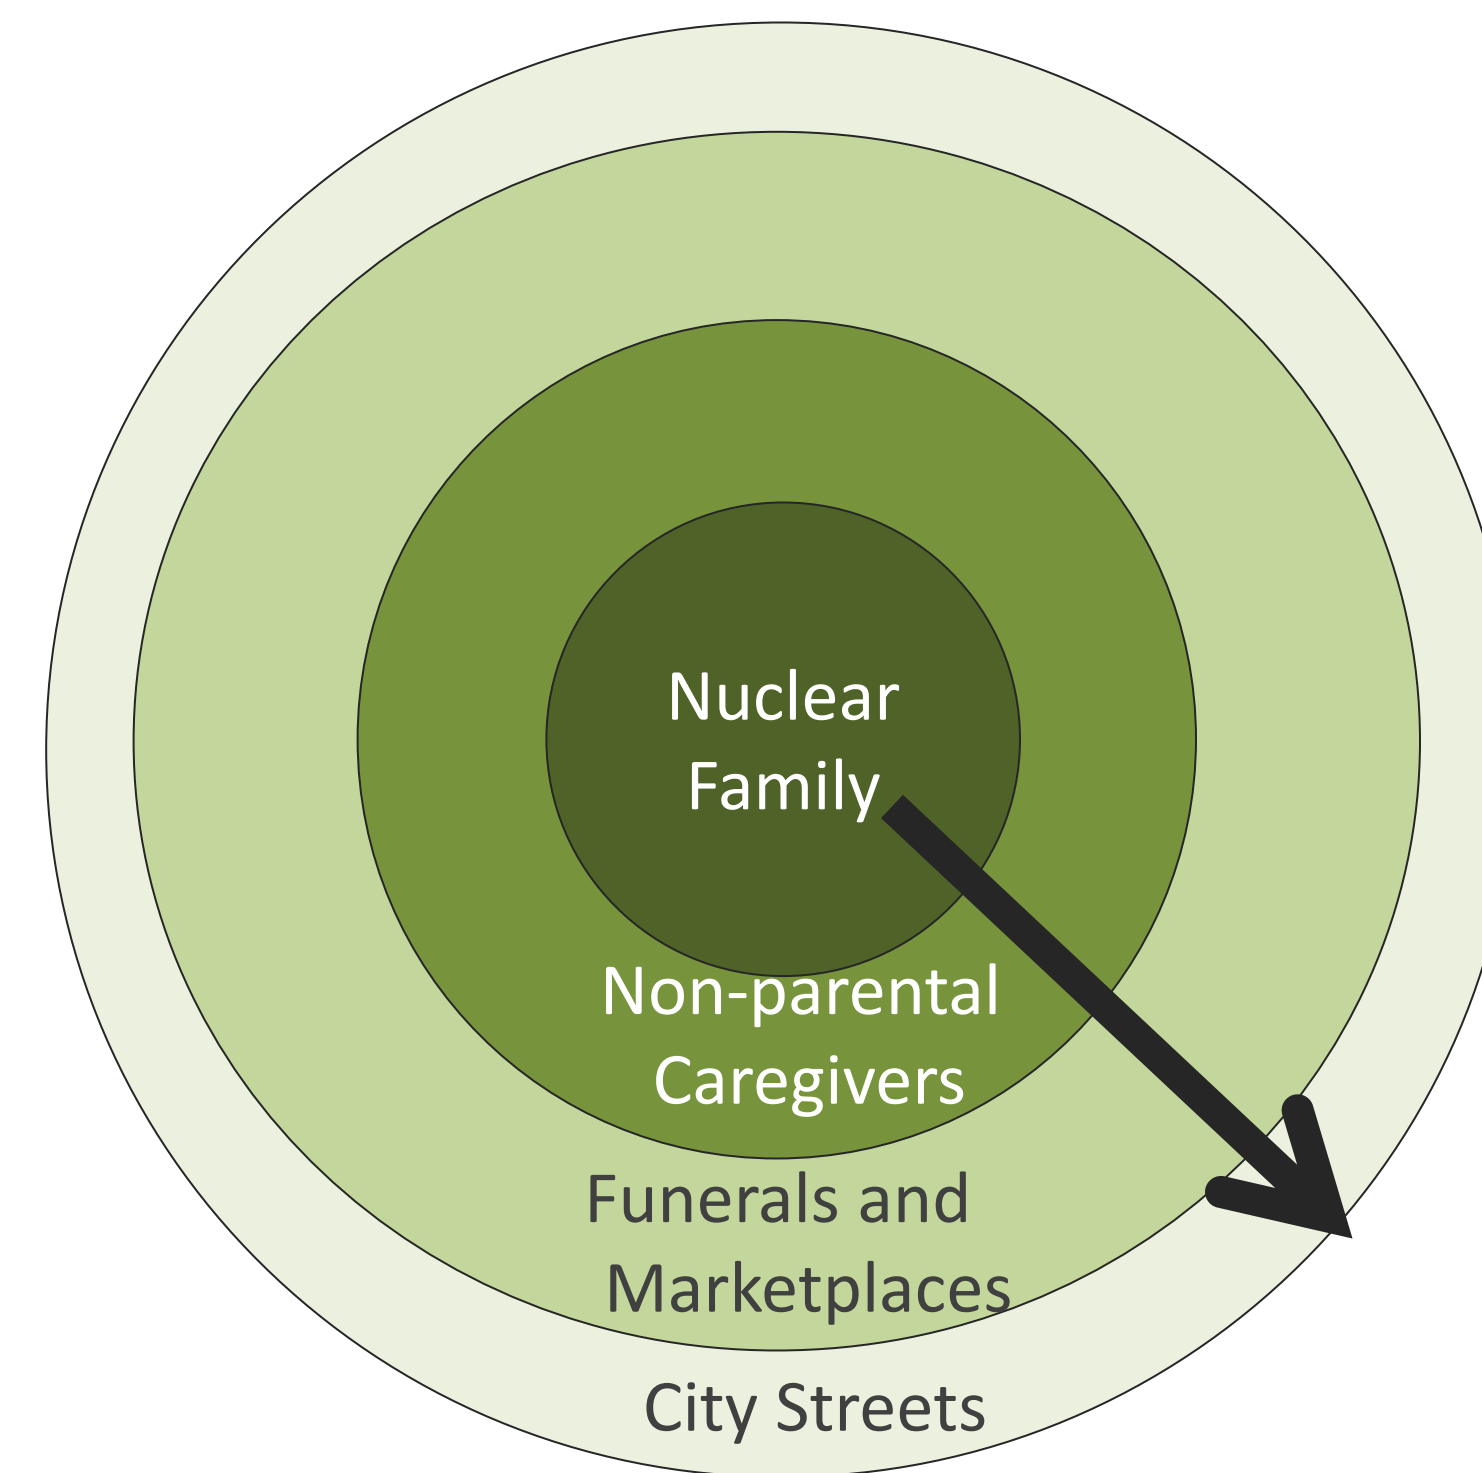 Nuclear
Family
Non-parental
Caregivers
Funerals and
Marketplaces
City Streets